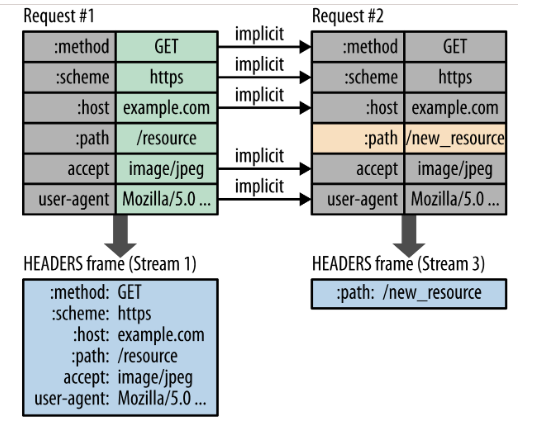 Request #1
:method GET
:scheme https
:host example.com
:path /resource
accept image/jpeg
user-agent Mozilla/5.0 ...
implicit
implicit
implicit
implicit
implicit
Request #2
:method GET
:scheme https
:host example.com
:path /new_resource
accept image/jpeg
user-agent Mozilla/5.0 ...
HEADERS frame (Stream 1)
:method: GET
:scheme: https
:host: example.com
:path: /resource
accept: image/jpeg
user-agent: Mozilla/5.0 ...
HEADERS frame (Stream 3)
:path: /new_resource